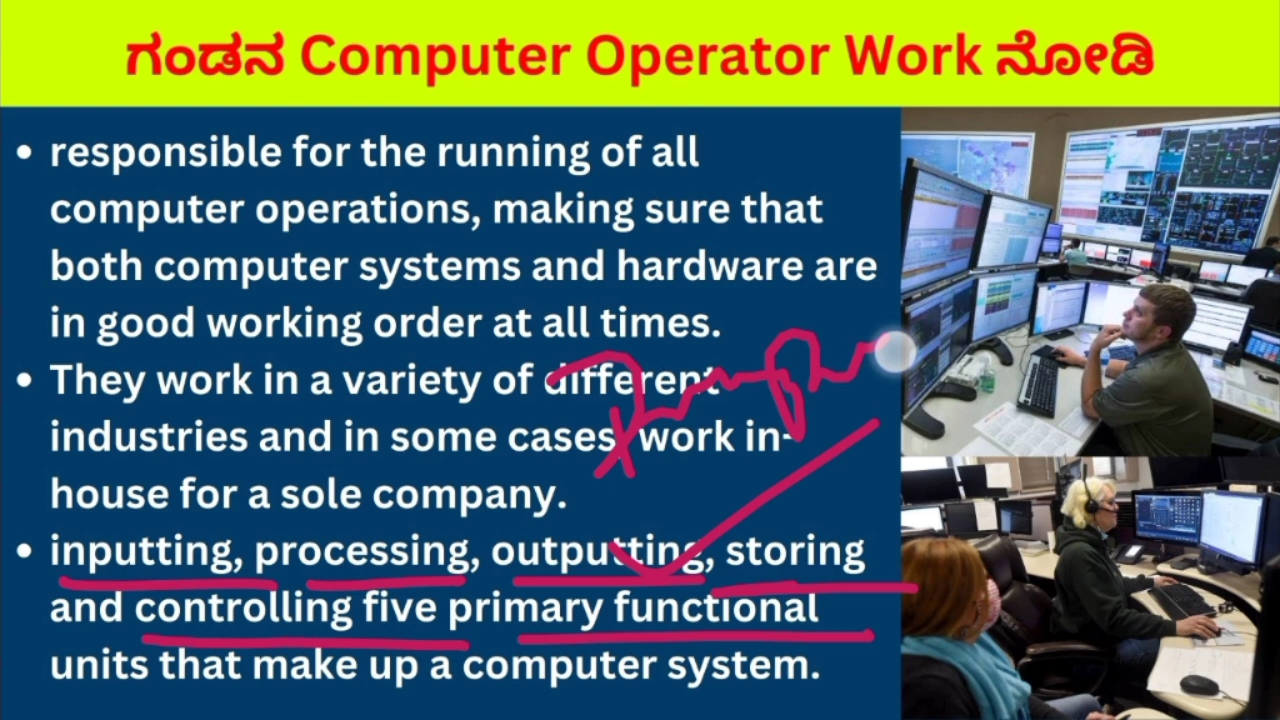 ಗಂಡನ Computer Operator Work ನೋಡಿ
• responsible for the running of all
computer operations, making sure that
both computer systems and hardware are
in good working order at all times.
• They work in a variety of different
industries and in some cases, work in-
house for a sole company.
• inputting, processing, outputting, storing
and controlling five primary functional
units that make up a computer system.